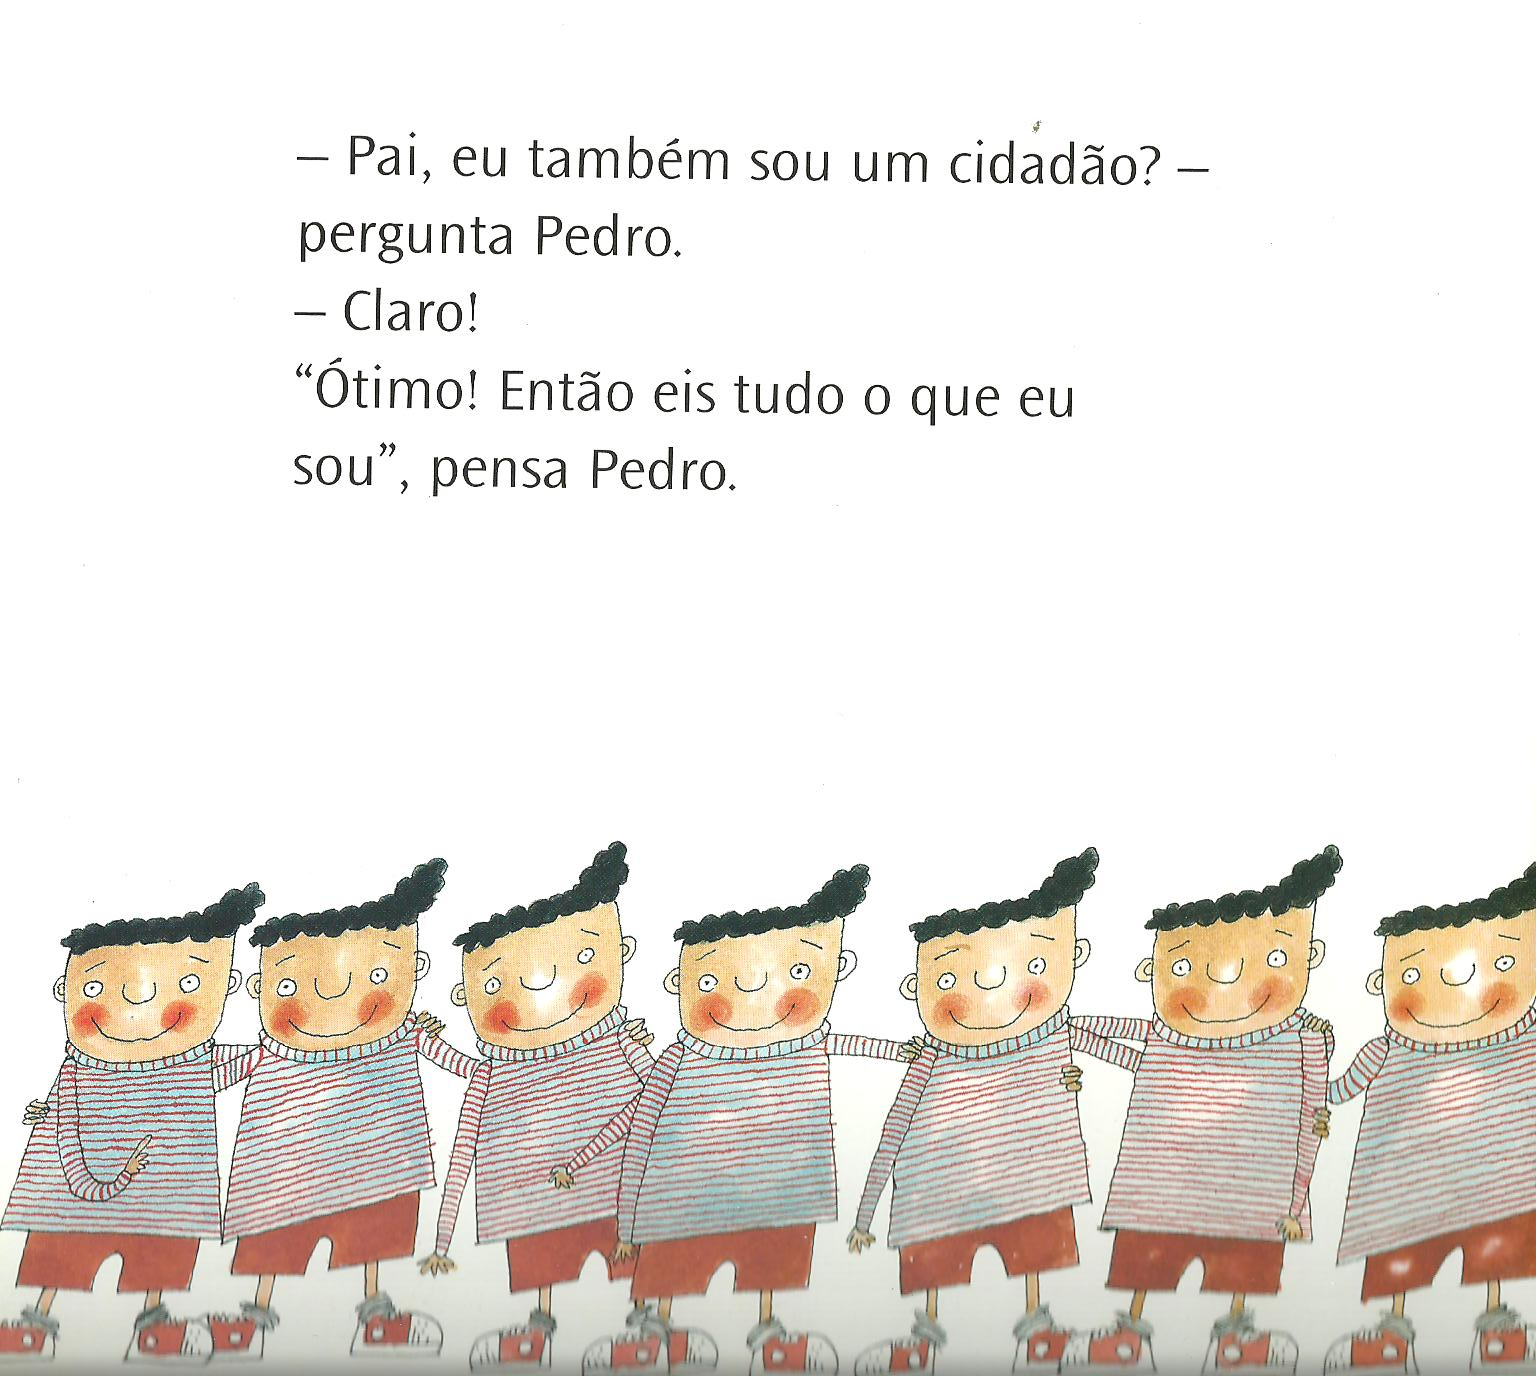 – Pai, eu também sou um cidadão? –
pergunta Pedro.
– Claro!
“Ótimo! Então eis tudo o que eu
sou”, pensa Pedro.